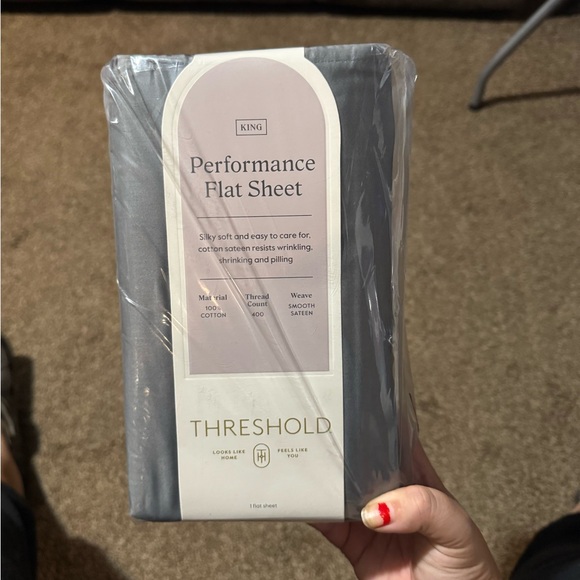 KING
Performance
Flat Sheet
Silky soft and easy to care for,
cotton sateen resists wrinkling,
shrinking and pilling
Material
100%
COTTON
Thread
Count
400
Weave
SMOOTH
SATEEN
THRESHOLD
LOOKS LIKE
HOME
FEELS LIKE
YOU
1 flat sheet